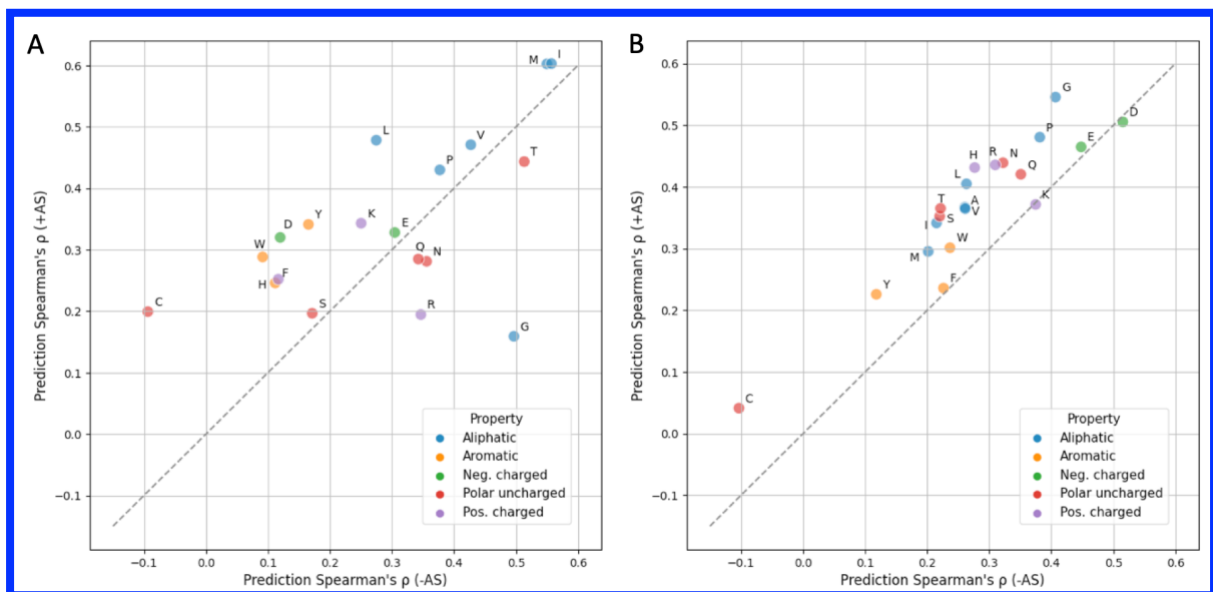 A
Prediction Spearman's ρ (+AS)
0.6
0.5
0.4
0.3
0.2
0.1
0.0
−0.1
M I
L
V
P
T
Y
K
D
E
W
Q N
F
H
C
S
R
G
Property
Aliphatic
Aromatic
Neg. charged
Polar uncharged
Pos. charged
−0.1 0.0 0.1 0.2 0.3 0.4 0.5 0.6
Prediction Spearman's ρ (-AS)
B
Prediction Spearman's ρ (+AS)
0.6
0.5
0.4
0.3
0.2
0.1
0.0
−0.1
G
D
P
E
H R N
Q
L
K
T A
V
S
I
W
M
Y
F
C
Property
Aliphatic
Aromatic
Neg. charged
Polar uncharged
Pos. charged
−0.1 0.0 0.1 0.2 0.3 0.4 0.5 0.6
Prediction Spearman's ρ (-AS)